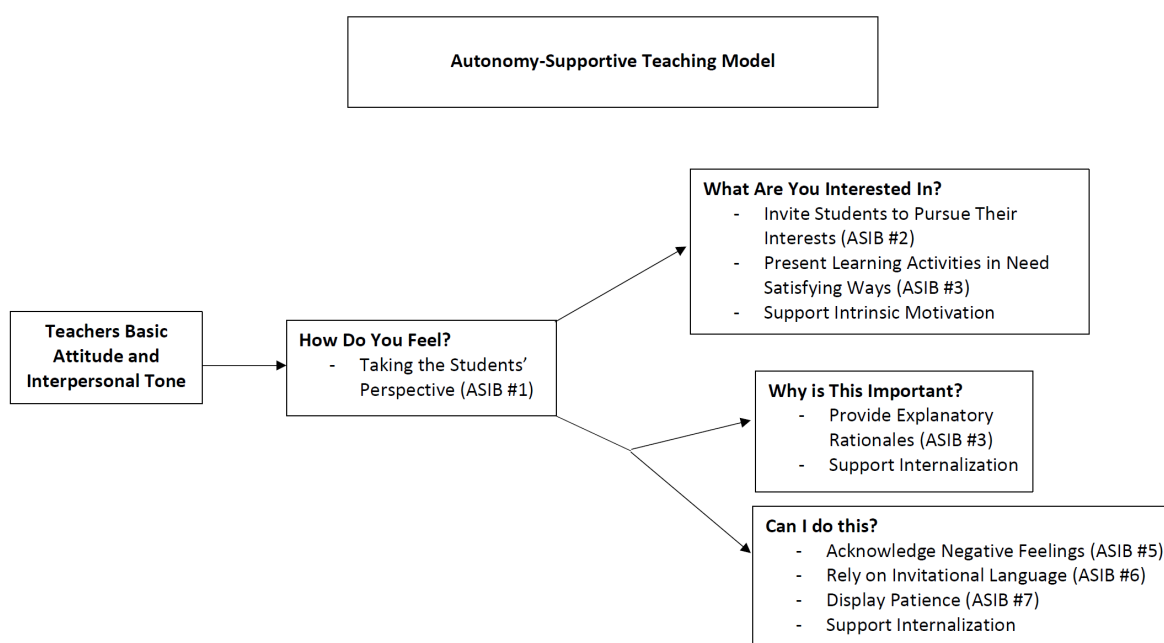 Autonomy-Supportive Teaching Model
What Are You Interested In?
- Invite Students to Pursue Their
Interests (ASIB #2)
- Present Learning Activities in Need
Satisfying Ways (ASIB #3)
- Support Intrinsic Motivation
Teachers Basic
Attitude and
Interpersonal Tone
How Do You Feel?
- Taking the Students’
Perspective (ASIB #1)
Why is This Important?
- Provide Explanatory
Rationales (ASIB #3)
- Support Internalization
Can I do this?
- Acknowledge Negative Feelings (ASIB #5)
- Rely on Invitational Language (ASIB #6)
- Display Patience (ASIB #7)
- Support Internalization